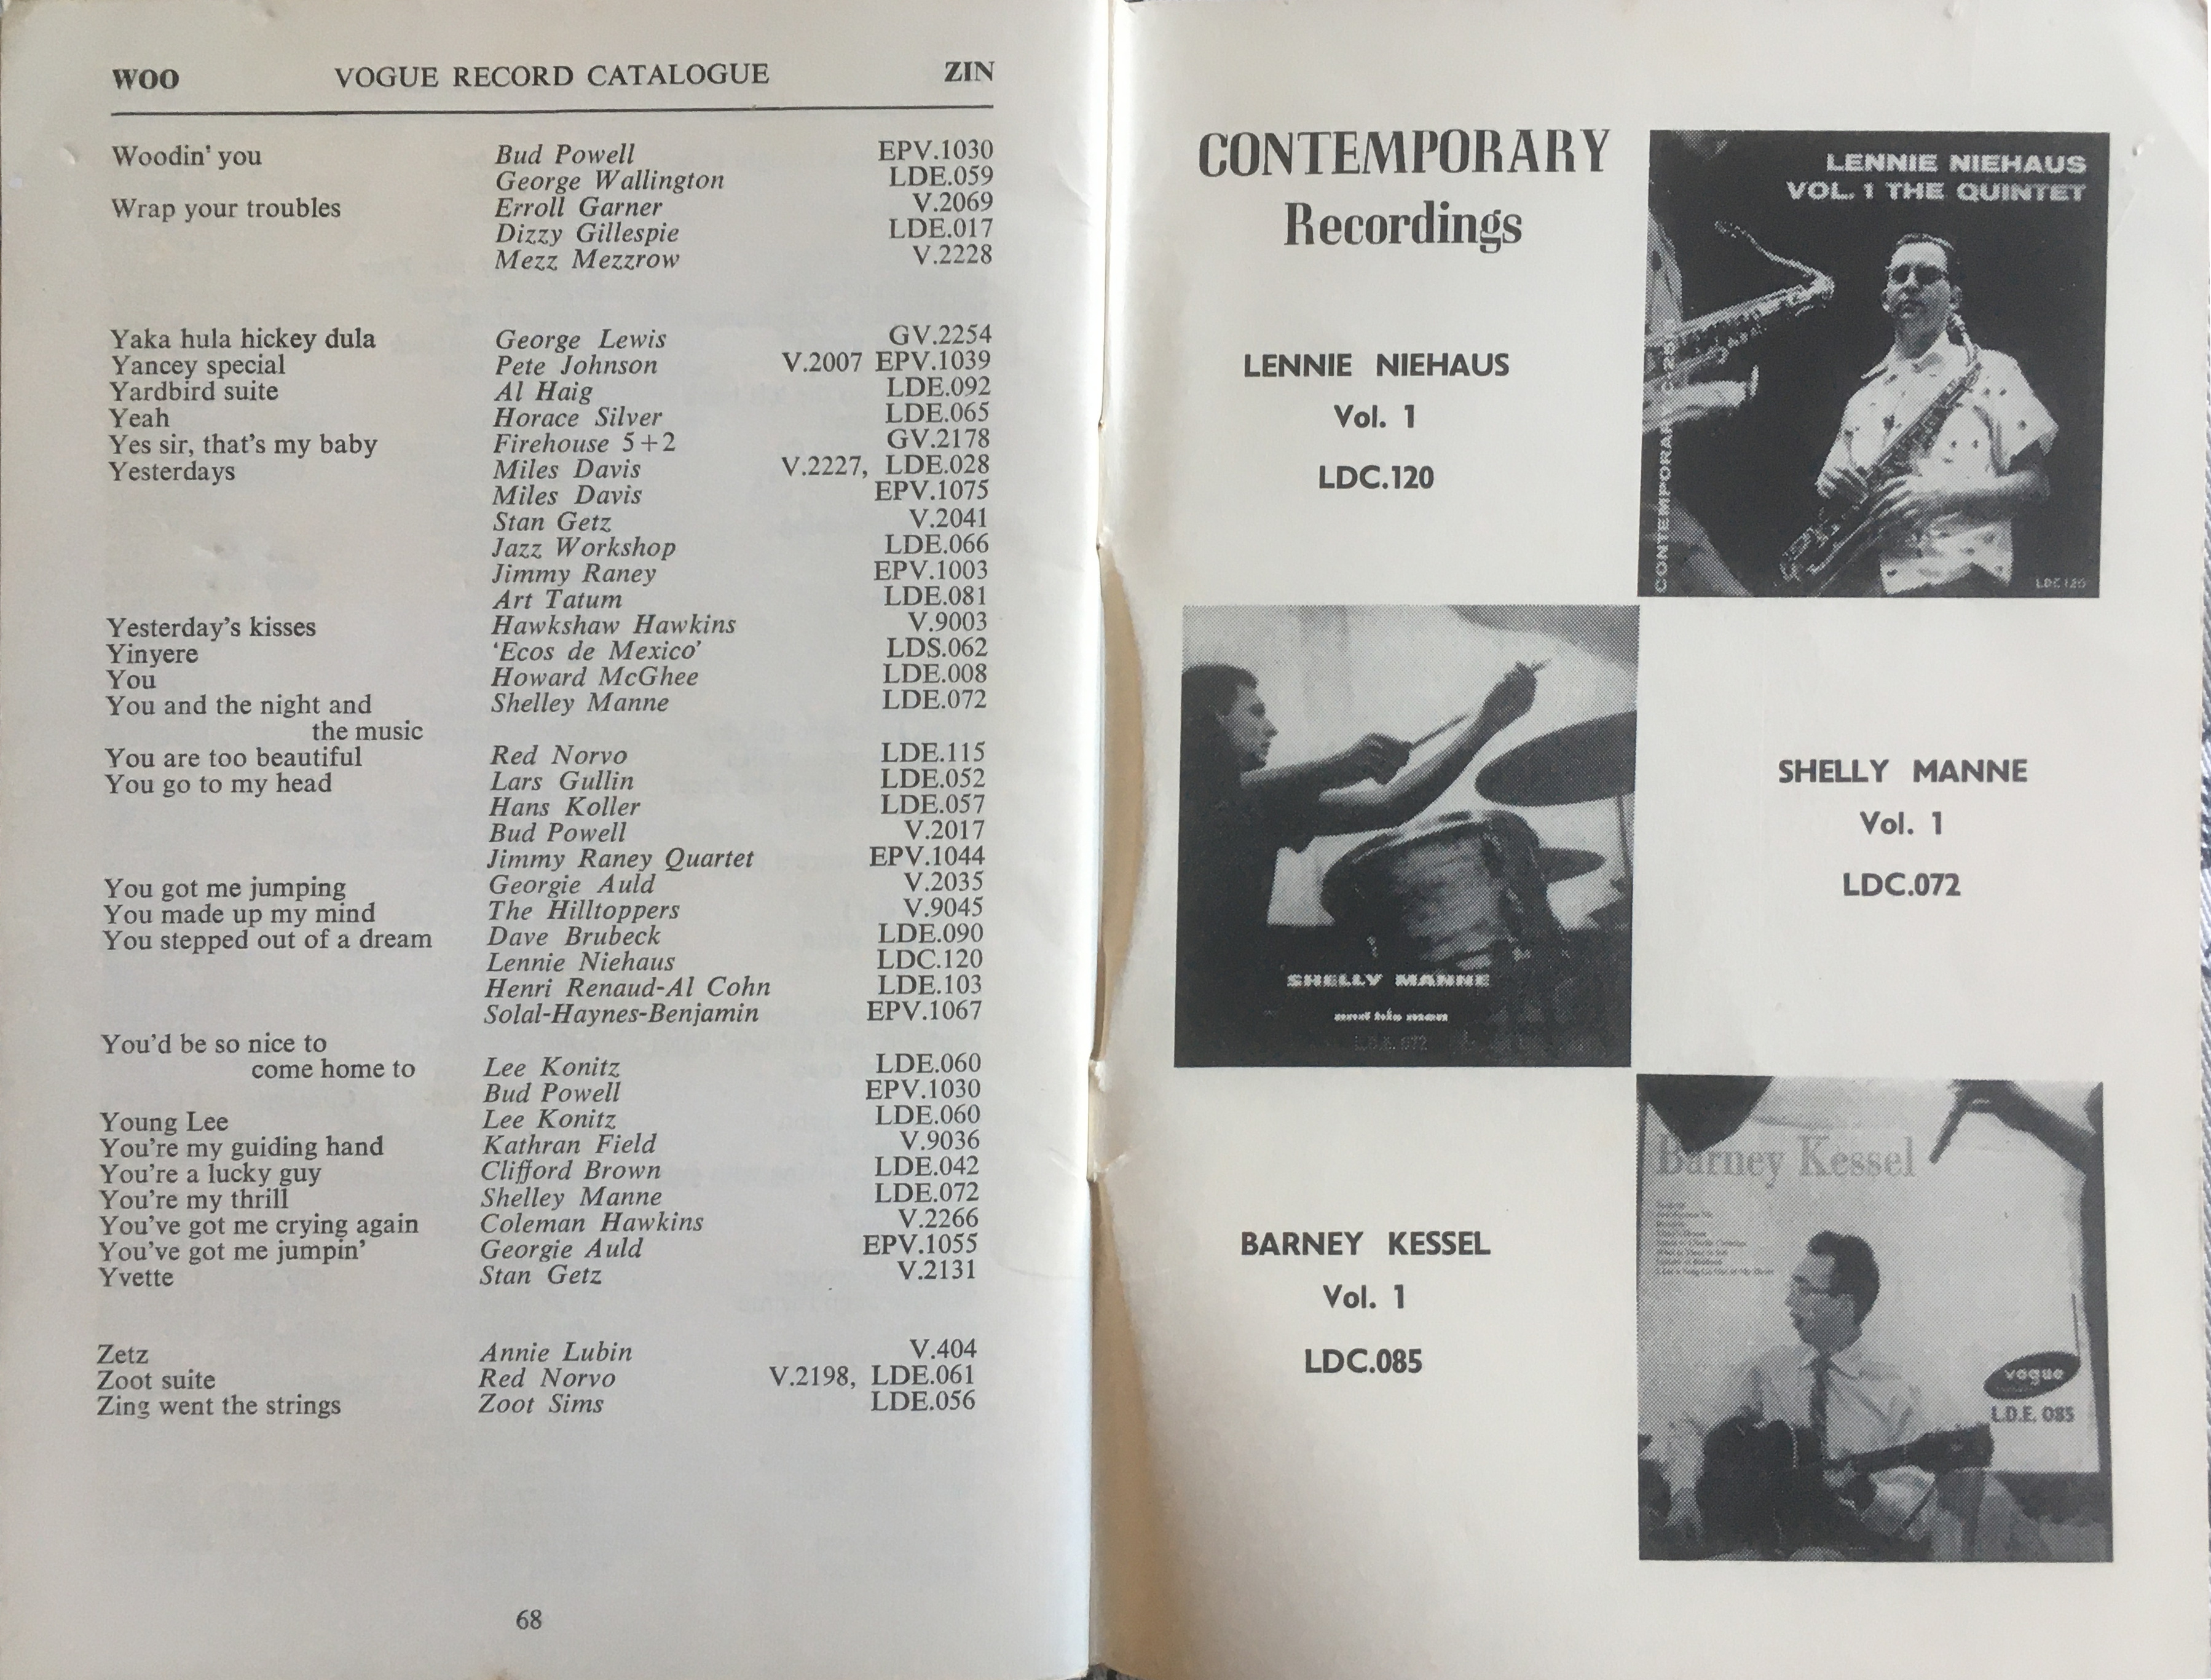 WOO VOGUE RECORD CATALOGUE ZIN
Woodin' you Bud Powell EPV.1030
George Wallington LDE.059
Wrap your troubles Erroll Garner V.2069
Dizzy Gillespie LDE.017
Mezz Mezzrow V.2228
Yaka hula hickey dula George Lewis GV.2254
Yancey special Pete Johnson V.2007 EPV.1039
Yardbird suite Al Haig LDE.092
Yeah Horace Silver LDE.065
Yes sir, that's my baby Firehouse 5+2 GV.2178
Yesterdays Miles Davis V.2227, LDE.028
Miles Davis EPV.1075
Stan Getz V.2041
Jazz Workshop LDE.066
Jimmy Raney EPV.1003
Art Tatum LDE.081
Yesterday's kisses Hawkshaw Hawkins V.9003
Yinyere 'Ecos de Mexico' LDS.062
You Howard McGhee LDE.008
You and the night and Shelley Manne LDE.072
the music
You are too beautiful Red Norvo LDE.115
You go to my head Lars Gullin LDE.052
Hans Koller LDE.057
Bud Powell V.2017
Jimmy Raney Quartet EPV.1044
You got me jumping Georgie Auld V.2035
You made up my mind The Hilltoppers V.9045
You stepped out of a dream Dave Brubeck LDE.090
Lennie Niehaus LDC.120
Henri Renaud-Al Cohn LDE.103
Solal-Haynes-Benjamin EPV.1067
You'd be so nice to
come home to Lee Konitz LDE.060
Bud Powell EPV.1030
Young Lee Lee Konitz LDE.060
You're my guiding hand Kathran Field V.9036
You're a lucky guy Clifford Brown LDE.042
You're my thrill Shelley Manne LDE.072
You've got me crying again Coleman Hawkins V.2266
You've got me jumpin' Georgie Auld EPV.1055
Yvette Stan Getz V.2131
Zetz Annie Lubin V.404
Zoot suite Red Norvo V.2198, LDE.061
Zing went the strings Zoot Sims LDE.056
68
CONTEMPORARY
Recordings
LENNIE NIEHAUS
Vol. 1
LDC.120
LENNIE NIEHAUS
VOL. 1 THE QUINTET
CONTEMPORARY
LDC 120
SHELLY MANNE
L.D.E. 072
SHELLY MANNE
Vol. 1
LDC.072
BARNEY KESSEL
Vol. 1
LDC.085
Barney Kessel
vogue
L.D.E. 085